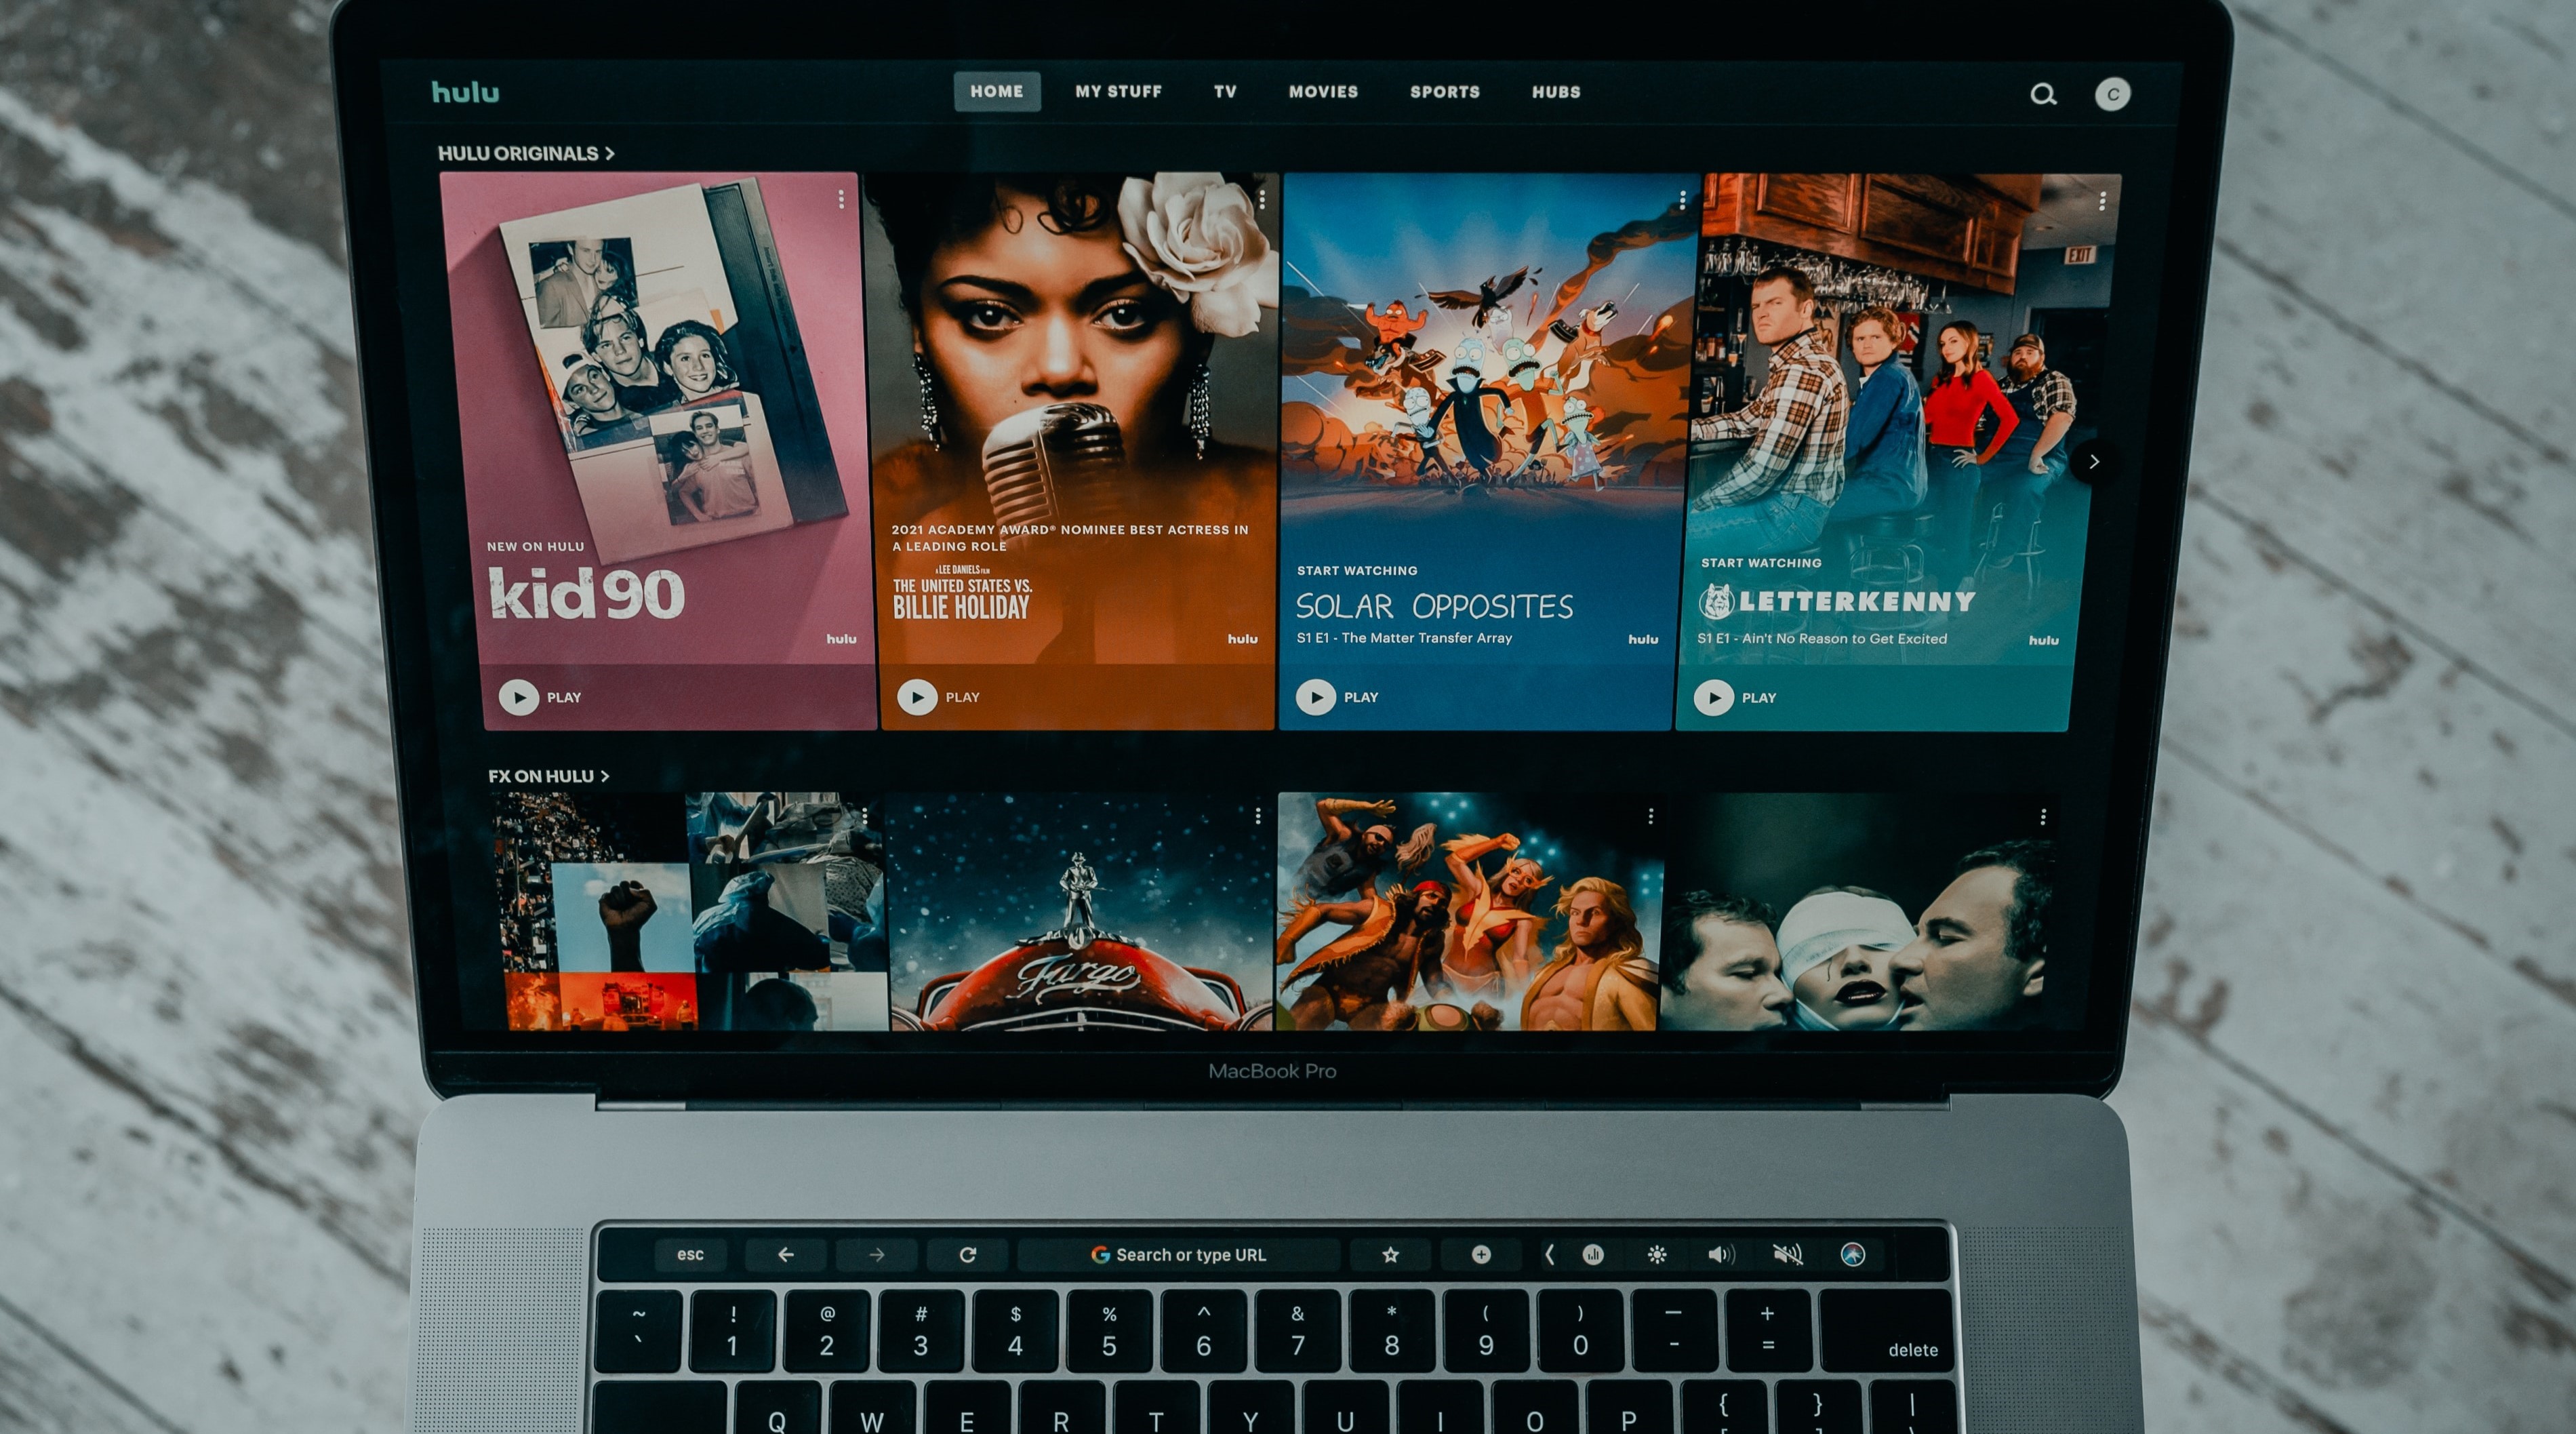 hulu
HOME MY STUFF TV MOVIES SPORTS HUBS
C
HULU ORIGINALS >
EXIT
NEW ON HULU
kid 90
hulu
PLAY
2021 ACADEMY AWARD® NOMINEE BEST ACTRESS IN
A LEADING ROLE
A LEE DANIELS FILM
THE UNITED STATES VS.
BILLIE HOLIDAY
hulu
PLAY
START WATCHING
SOLAR OPPOSITES
S1 E1 - The Matter Transfer Array
hulu
PLAY
START WATCHING
LETTERKENNY
S1 E1 - Ain't No Reason to Get Excited
hulu
PLAY
FX ON HULU >
Fargo
MacBook Pro
esc
G Search or type URL
~ ! @ # $ % ^ & * ( ) — +
` 1 2 3 4 5 6 7 8 9 0 - = delete
{ } |
Q W E R T Y U I O P